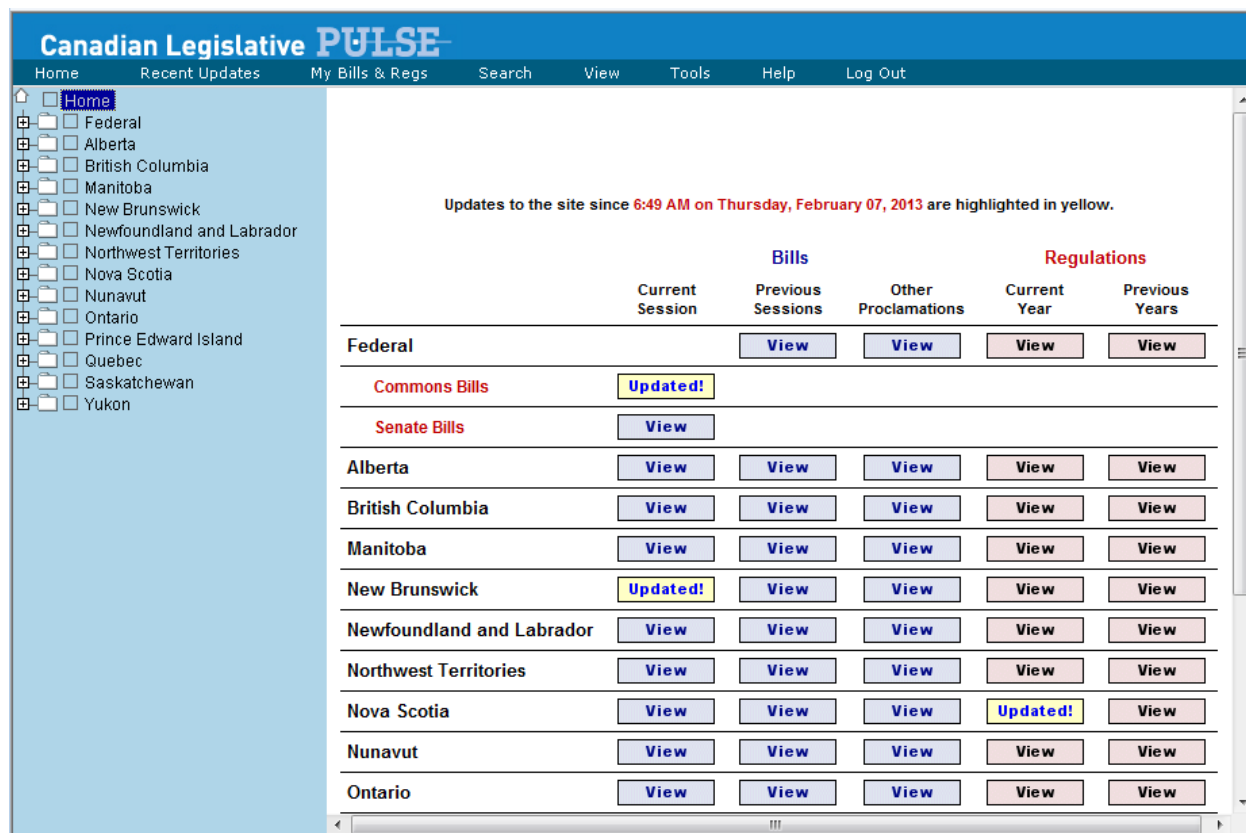 Canadian Legislative PULSE
Home Recent Updates My Bills & Regs Search View Tools Help Log Out
Home
Federal
Alberta
British Columbia
Manitoba
New Brunswick
Newfoundland and Labrador
Northwest Territories
Nova Scotia
Nunavut
Ontario
Prince Edward Island
Quebec
Saskatchewan
Yukon
Updates to the site since 6:49 AM on Thursday, February 07, 2013 are highlighted in yellow.
Bills Regulations
Current Previous Other Current Previous
Session Sessions Proclamations Year Years
Federal View View View View
Commons Bills Updated!
Senate Bills View
Alberta View View View View View
British Columbia View View View View View
Manitoba View View View View View
New Brunswick Updated! View View View View
Newfoundland and Labrador View View View View View
Northwest Territories View View View View View
Nova Scotia View View View Updated! View
Nunavut View View View View View
Ontario View View View View View